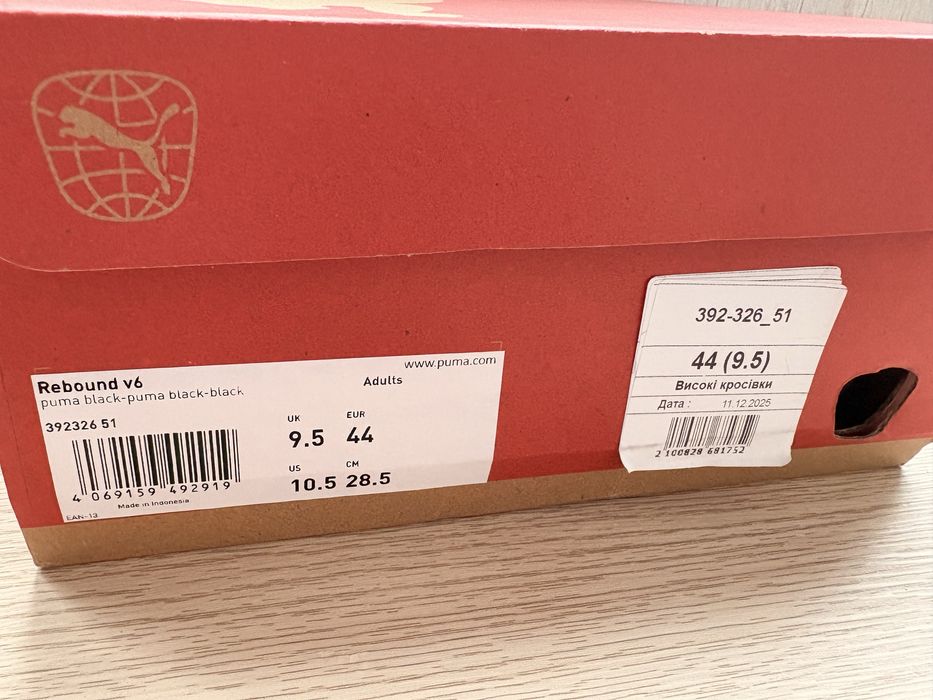 Rebound v6
puma black-puma black-black
392326 51
4 069159 492919
Made in Indonesia
EAN-13
www.puma.com
Adults
UK
9.5
EUR
44
US
10.5
CM
28.5
392-326_51
44 (9.5)
Високі кросівки
Дата : 11.12.2025
2 100828 681752